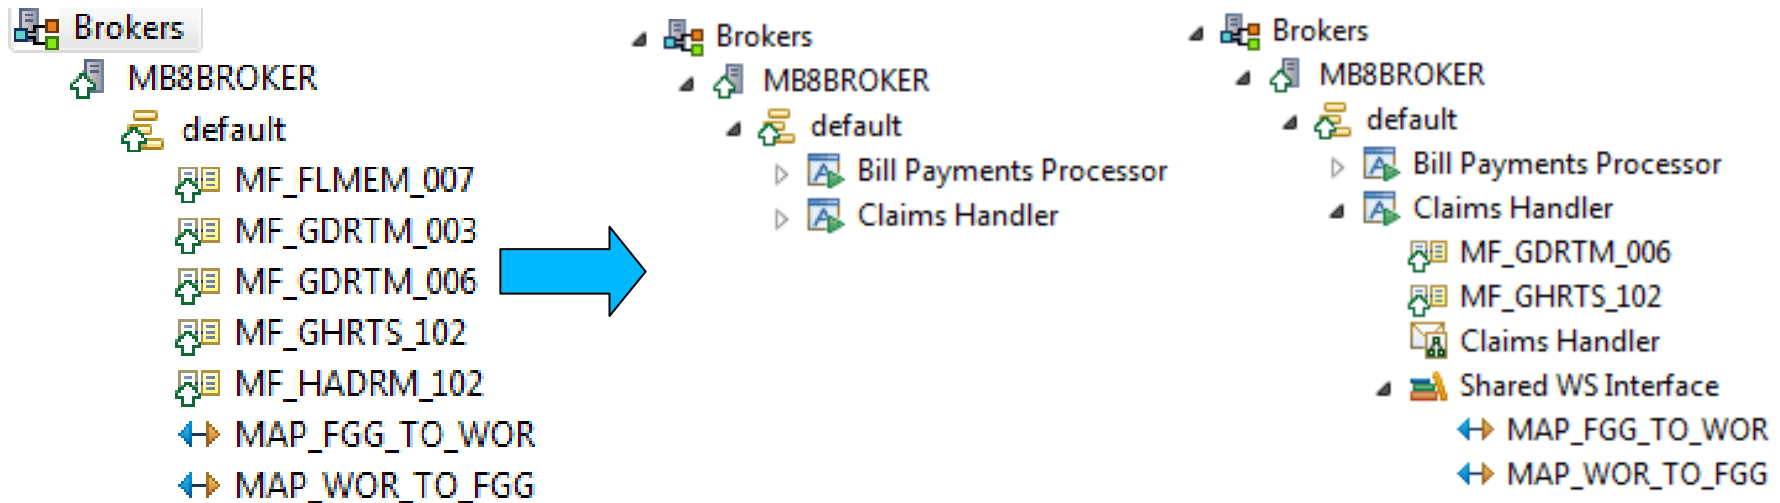 Brokers
MB8BROKER
default
MF_FLMEM_007
MF_GDRTM_003
MF_GDRTM_006
MF_GHRTS_102
MF_HADRM_102
MAP_FGG_TO_WOR
MAP_WOR_TO_FGG
Brokers
MB8BROKER
default
Bill Payments Processor
Claims Handler
Brokers
MB8BROKER
default
Bill Payments Processor
Claims Handler
MF_GDRTM_006
MF_GHRTS_102
Claims Handler
Shared WS Interface
MAP_FGG_TO_WOR
MAP_WOR_TO_FGG